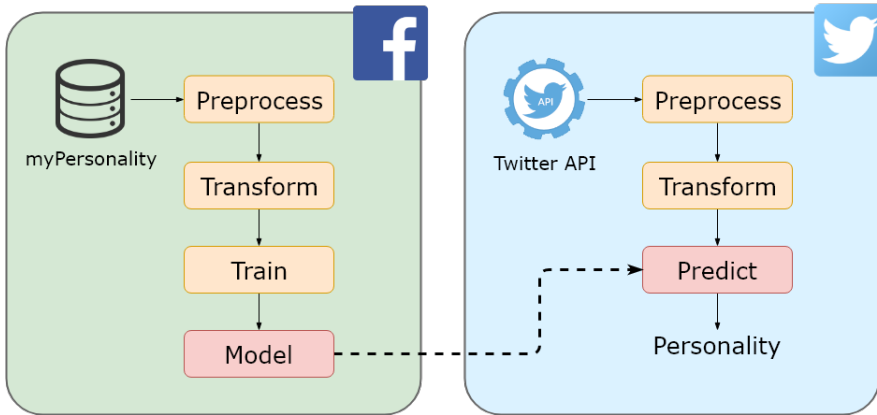 myPersonality
Preprocess
Transform
Train
Model
API
Twitter API
Preprocess
Transform
Predict
Personality